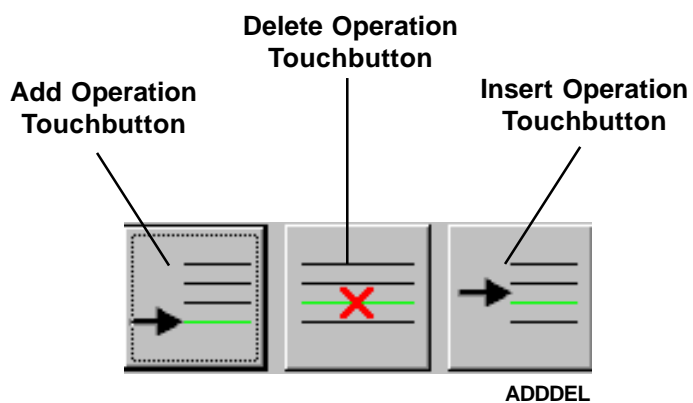 Delete Operation
Touchbutton
Add Operation
Touchbutton
Insert Operation
Touchbutton
ADDDEL